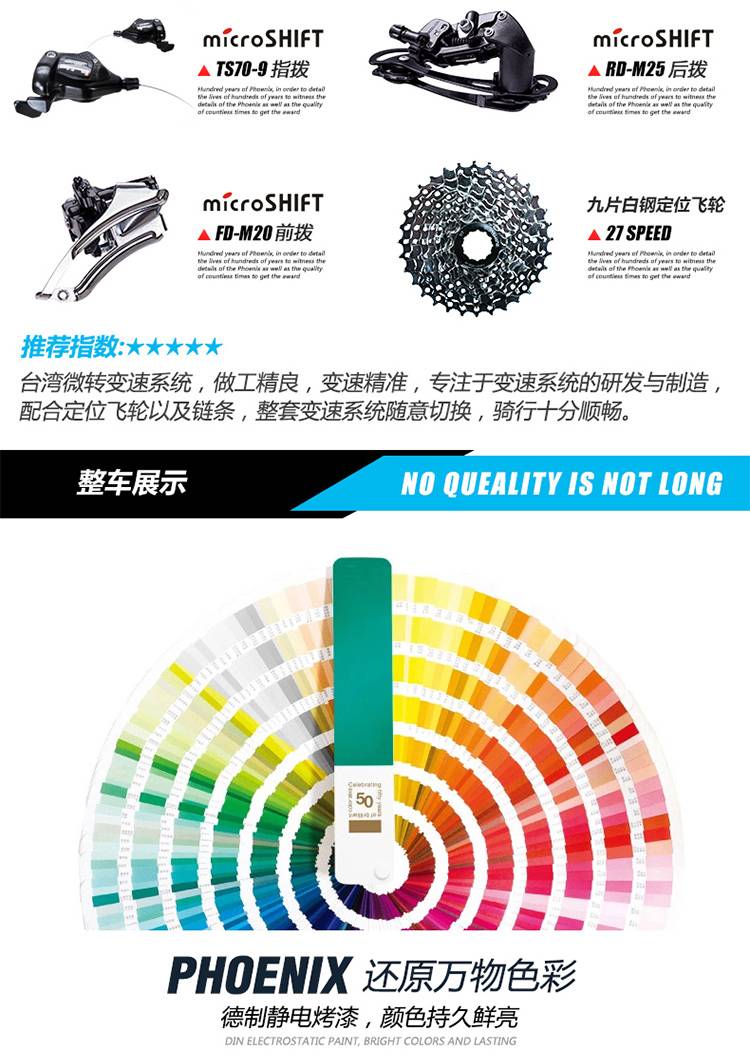 microSHIFT
▲ TS70-9 指拨
Hundred years of Phoenix, in order to detail
the lives of hundreds of years to witness the
details of the Phoenix as well as the quality
of countless times to get the award
microSHIFT
▲ RD-M25 后拨
Hundred years of Phoenix, in order to detail
the lives of hundreds of years to witness the
details of the Phoenix as well as the quality
of countless times to get the award
microSHIFT
▲ FD-M20 前拨
Hundred years of Phoenix, in order to detail
the lives of hundreds of years to witness the
details of the Phoenix as well as the quality
of countless times to get the award
九片白钢定位飞轮
▲ 27 SPEED
Hundred years of Phoenix, in order to detail
the lives of hundreds of years to witness the
details of the Phoenix as well as the quality
of countless times to get the award
推荐指数:★★★★★
台湾微转变速系统，做工精良，变速精准，专注于变速系统的研发与制造，
配合定位飞轮以及链条，整套变速系统随意切换，骑行十分顺畅。
整车展示
NO QUEALITY IS NOT LONG
Celebrating
50
fifty years
of brilliant
PHOENIX 还原万物色彩
德制静电烤漆，颜色持久鲜亮
DIN ELECTROSTATIC PAINT, BRIGHT COLORS AND LASTING